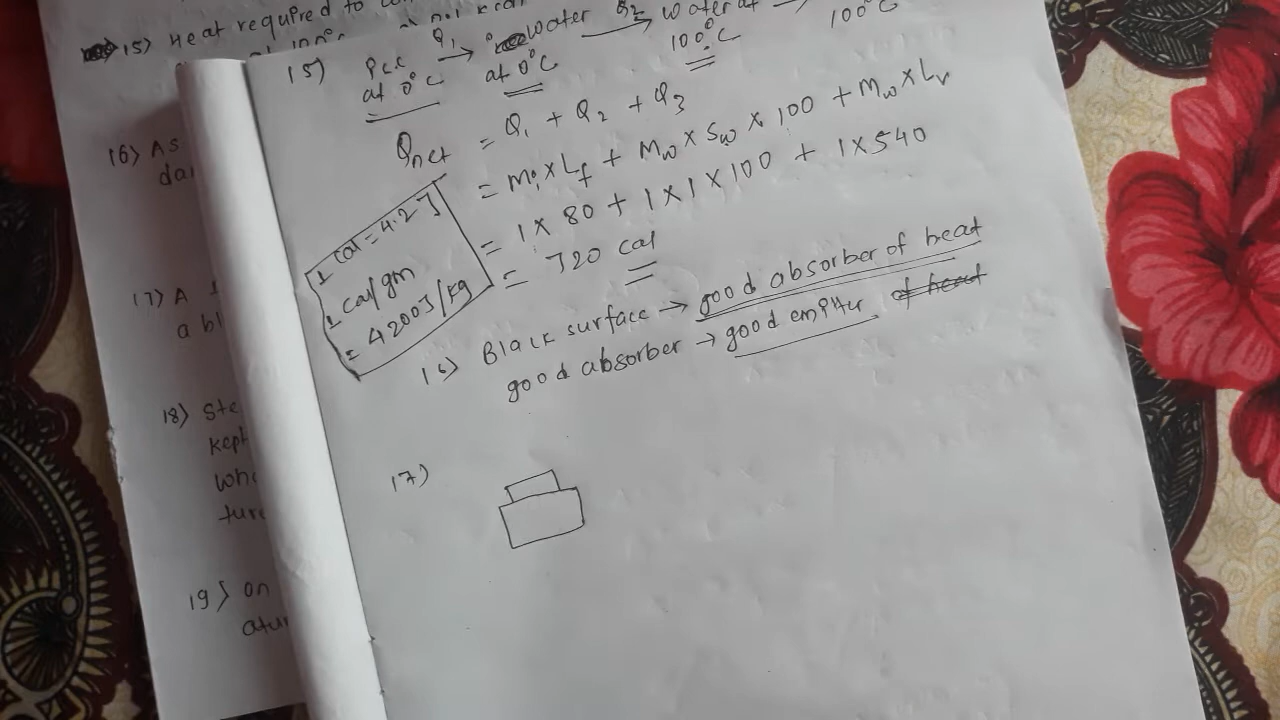 15) Heat required to
15) at 0°C → Water at 0°C → Water at 100°C → 100°C
Q₁ Q₂
Qnet = Q₁ + Q₂ + Q₃
= Mi × Lf + Mw × Sw × 100 + Mw × Lv
= 1 × 80 + 1 × 1 × 100 + 1 × 540
= 720 cal
1 cal = 4.2 J
1 cal/gm
= 4200 J/kg
16) Black surface → good absorber of heat
good absorber → good emitter of heat
17)
16) As
17) A
a bl
18) Ste
kept
whe
ture
19) on
atur